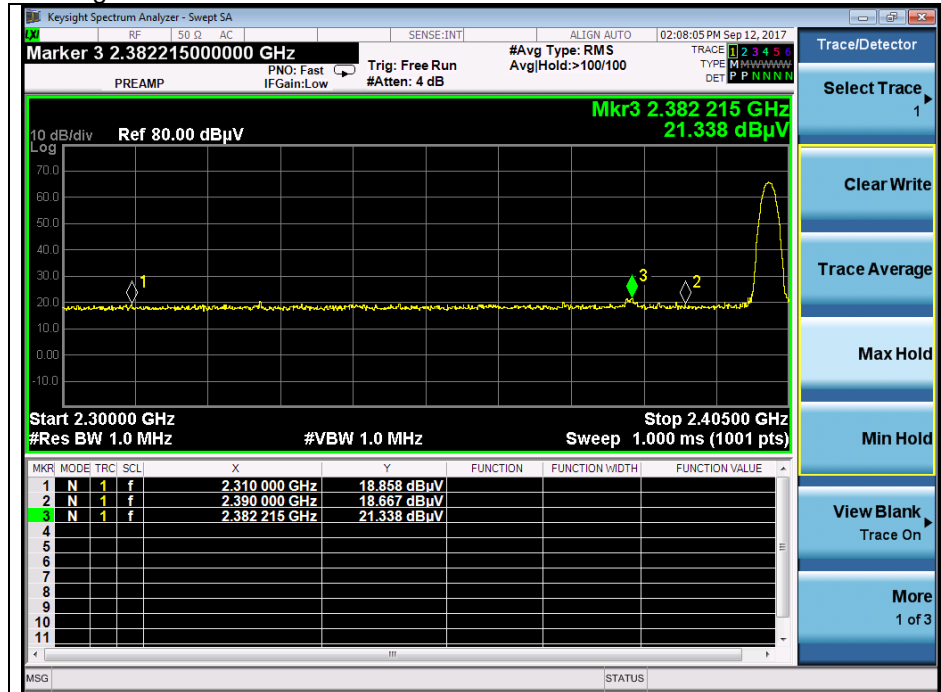 Keysight Spectrum Analyzer - Swept SA
LXI RF 50 Ω AC SENSE:INT ALIGN AUTO 02:08:05 PM Sep 12, 2017
Marker 3 2.382215000000 GHz
PREAMP
PNO: Fast
IFGain:Low
Trig: Free Run
#Atten: 4 dB
#Avg Type: RMS
Avg|Hold:>100/100
TRACE 1 2 3 4 5 6
TYPE M M W W W W
DET P P N N N N
Mkr3 2.382 215 GHz
21.338 dBµV
10 dB/div Ref 80.00 dBµV
Log
70.0
60.0
50.0
40.0
30.0
20.0
10.0
0.00
-10.0
1
3
2
Start 2.30000 GHz Stop 2.40500 GHz
#Res BW 1.0 MHz #VBW 1.0 MHz Sweep 1.000 ms (1001 pts)
MKR MODE TRC SCL X Y FUNCTION FUNCTION WIDTH FUNCTION VALUE
1 N 1 f 2.310 000 GHz 18.858 dBµV
2 N 1 f 2.390 000 GHz 18.667 dBµV
3 N 1 f 2.382 215 GHz 21.338 dBµV
4
5
6
7
8
9
10
11
MSG STATUS
Trace/Detector
Select Trace
1
Clear Write
Trace Average
Max Hold
Min Hold
View Blank
Trace On
More
1 of 3